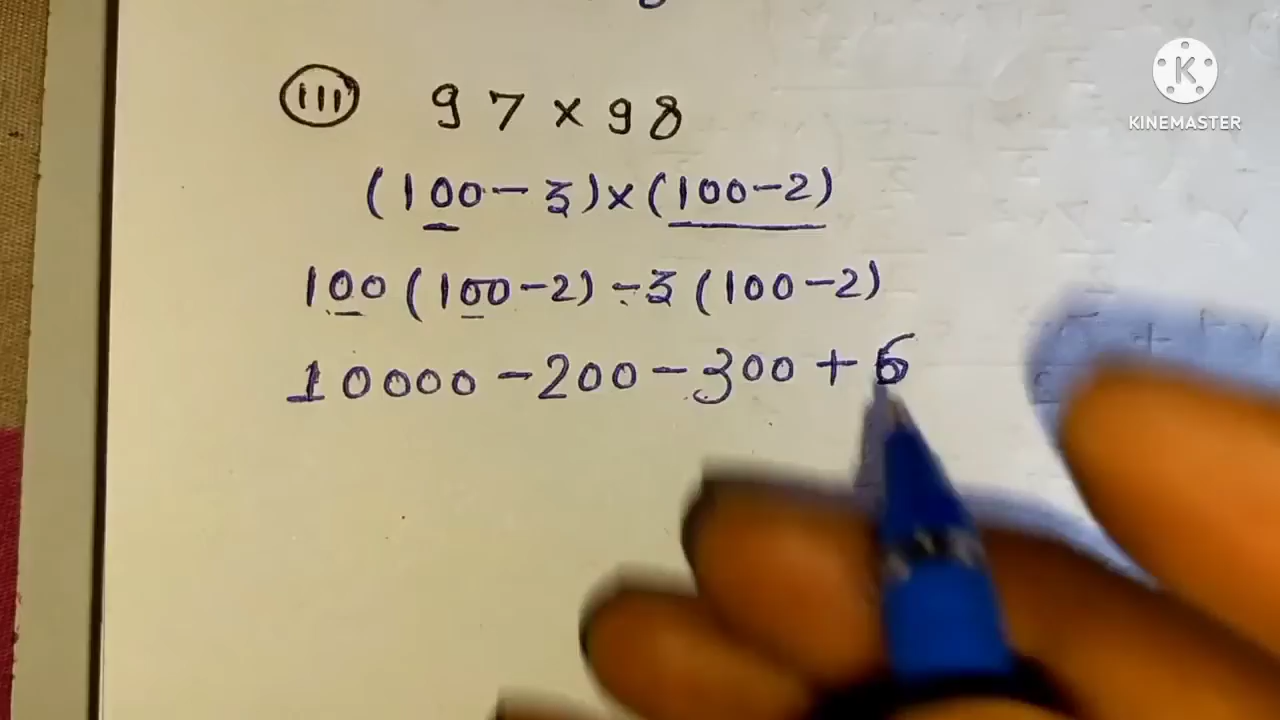 (iii) 97 × 98
(100 - 3) × (100 - 2)
100 (100 - 2) - 3 (100 - 2)
10000 - 200 - 300 + 6
K
KINEMASTER